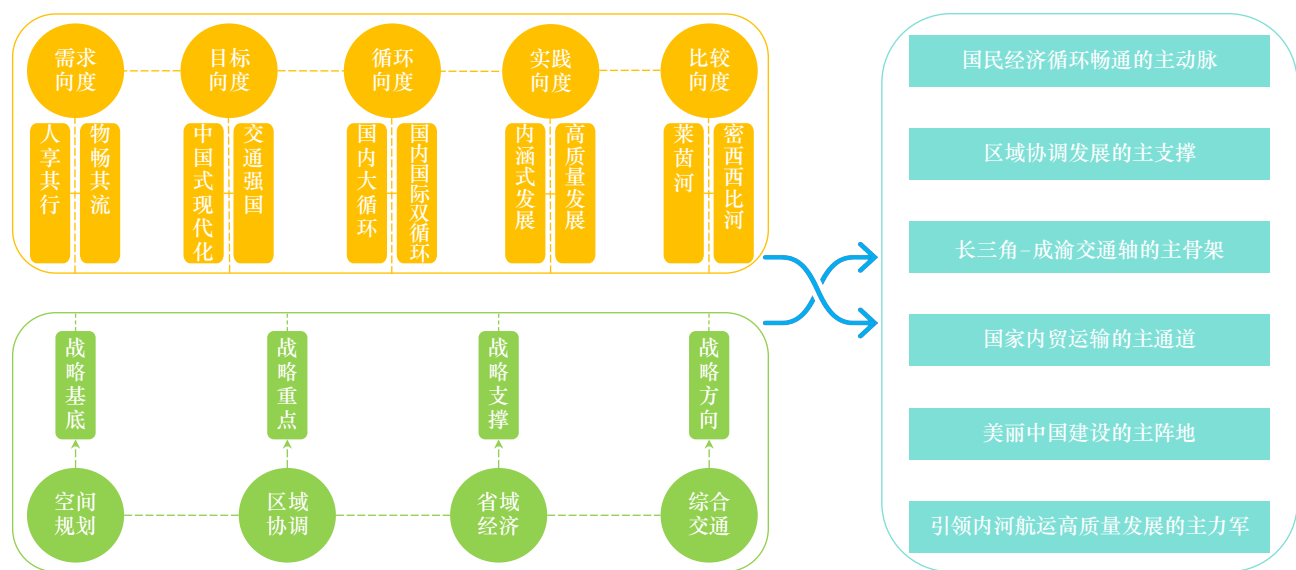 需求
向度
目标
向度
循环
向度
实践
向度
比较
向度
人享其行
物畅其流
中国式现代化
交通强国
国内大循环
国内国际双循环
内涵式发展
高质量发展
莱茵河
密西西比河
战略基底
战略重点
战略支撑
战略方向
空间
规划
区域
协调
省域
经济
综合
交通
国民经济循环畅通的主动脉
区域协调发展的主支撑
长三角-成渝交通轴的主骨架
国家内贸运输的主通道
美丽中国建设的主阵地
引领内河航运高质量发展的主力军